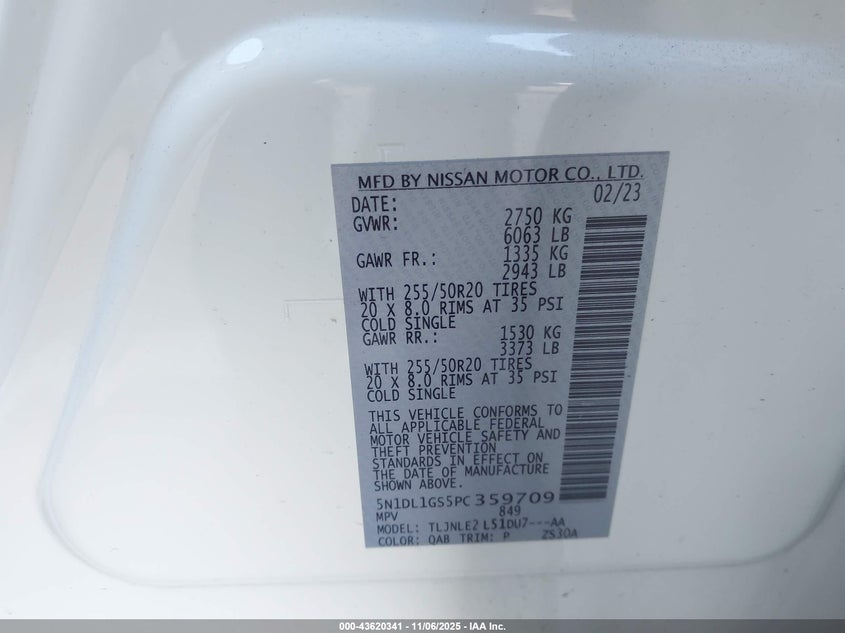 MFD BY NISSAN MOTOR CO., LTD.
DATE: 02/23
GVWR: 2750 KG
6063 LB
GAWR FR.: 1335 KG
2943 LB
WITH 255/50R20 TIRES
20 X 8.0 RIMS AT 35 PSI
COLD SINGLE
GAWR RR.: 1530 KG
3373 LB
WITH 255/50R20 TIRES
20 X 8.0 RIMS AT 35 PSI
COLD SINGLE
THIS VEHICLE CONFORMS TO
ALL APPLICABLE FEDERAL
MOTOR VEHICLE SAFETY AND
THEFT PREVENTION
STANDARDS IN EFFECT ON
THE DATE OF MANUFACTURE
SHOWN ABOVE.
5N1DL1GS5PC359709
MPV 849
MODEL: TLJNLE2 L51DU7---AA
COLOR: QAB TRIM: P ZS30A
000-43620341 - 11/06/2025 - IAA Inc.